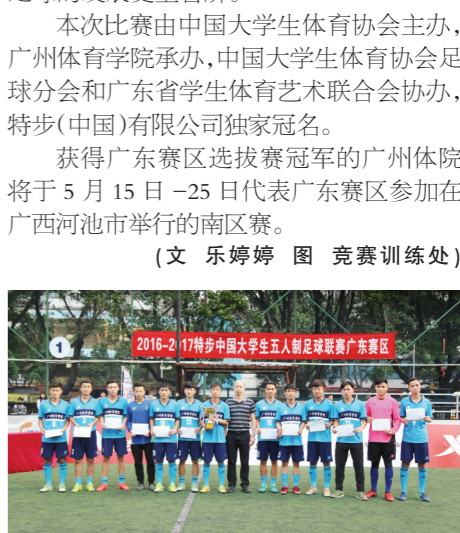 本次比赛由中国大学生体育协会主办,
广州体育学院承办,中国大学生体育协会足
球分会和广东省学生体育艺术联合会协办,
特步(中国)有限公司独家冠名。
获得广东赛区选拔赛冠军的广州体院
将于 5 月 15 日 –25 日代表广东赛区参加在
广西河池市举行的南区赛。
(文 乐婷婷 图 竞赛训练处)
1
2016-2017特步中国大学生五人制足球联赛广东赛区